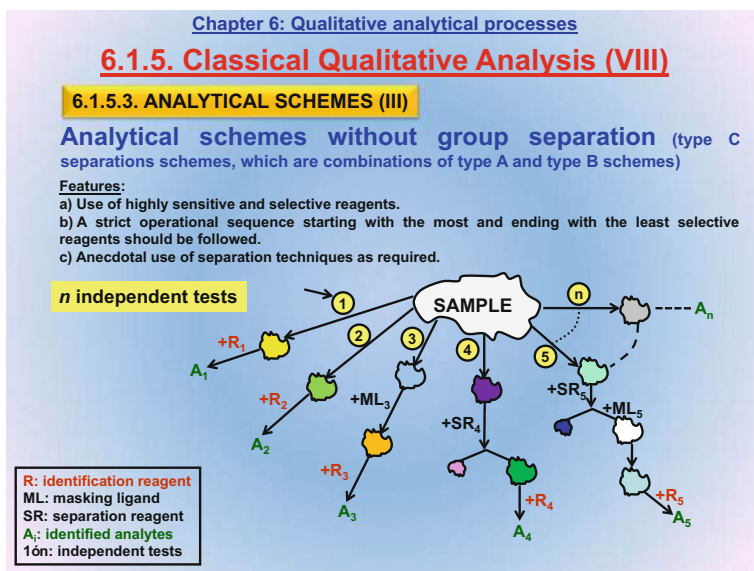 Chapter 6: Qualitative analytical processes
6.1.5. Classical Qualitative Analysis (VIII)
6.1.5.3. ANALYTICAL SCHEMES (III)
Analytical schemes without group separation (type C
separations schemes, which are combinations of type A and type B schemes)
Features:
a) Use of highly sensitive and selective reagents.
b) A strict operational sequence starting with the most and ending with the least selective
reagents should be followed.
c) Anecdotal use of separation techniques as required.
n independent tests
SAMPLE
1
2
3
4
5
n
+R₁
A₁
+R₂
A₂
+ML₃
+R₃
A₃
+SR₄
+R₄
A₄
+SR₅
+ML₅
+R₅
A₅
Aₙ
R: identification reagent
ML: masking ligand
SR: separation reagent
Aᵢ: identified analytes
1ón: independent tests